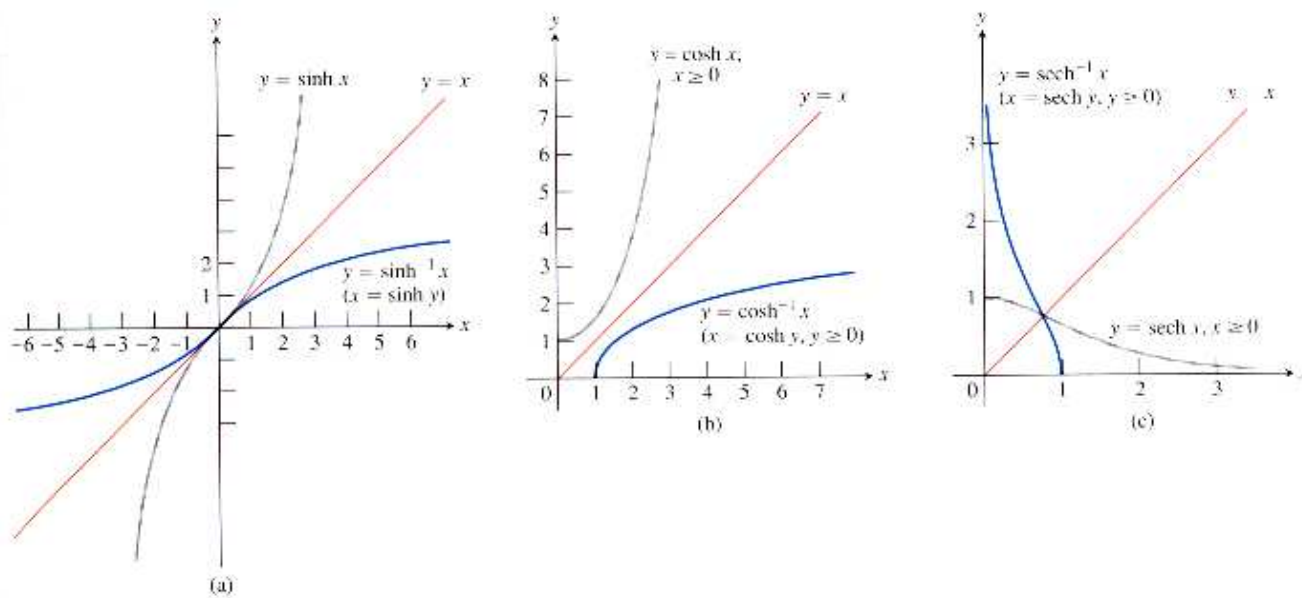 y
y = sinh x
y = x
2
1
y = sinh⁻¹ x
(x = sinh y)
x
-6 -5 -4 -3 -2 -1 1 2 3 4 5 6
(a)
y
y = cosh x,
x ≥ 0
y = x
8
7
6
5
4
3
2
1
y = cosh⁻¹ x
(x = cosh y, y ≥ 0)
x
0 1 2 3 4 5 6 7
(b)
y
y = sech⁻¹ x
(x = sech y, y ≥ 0)
y x
3
2
1
y = sech x, x ≥ 0
0 1 2 3
(c)